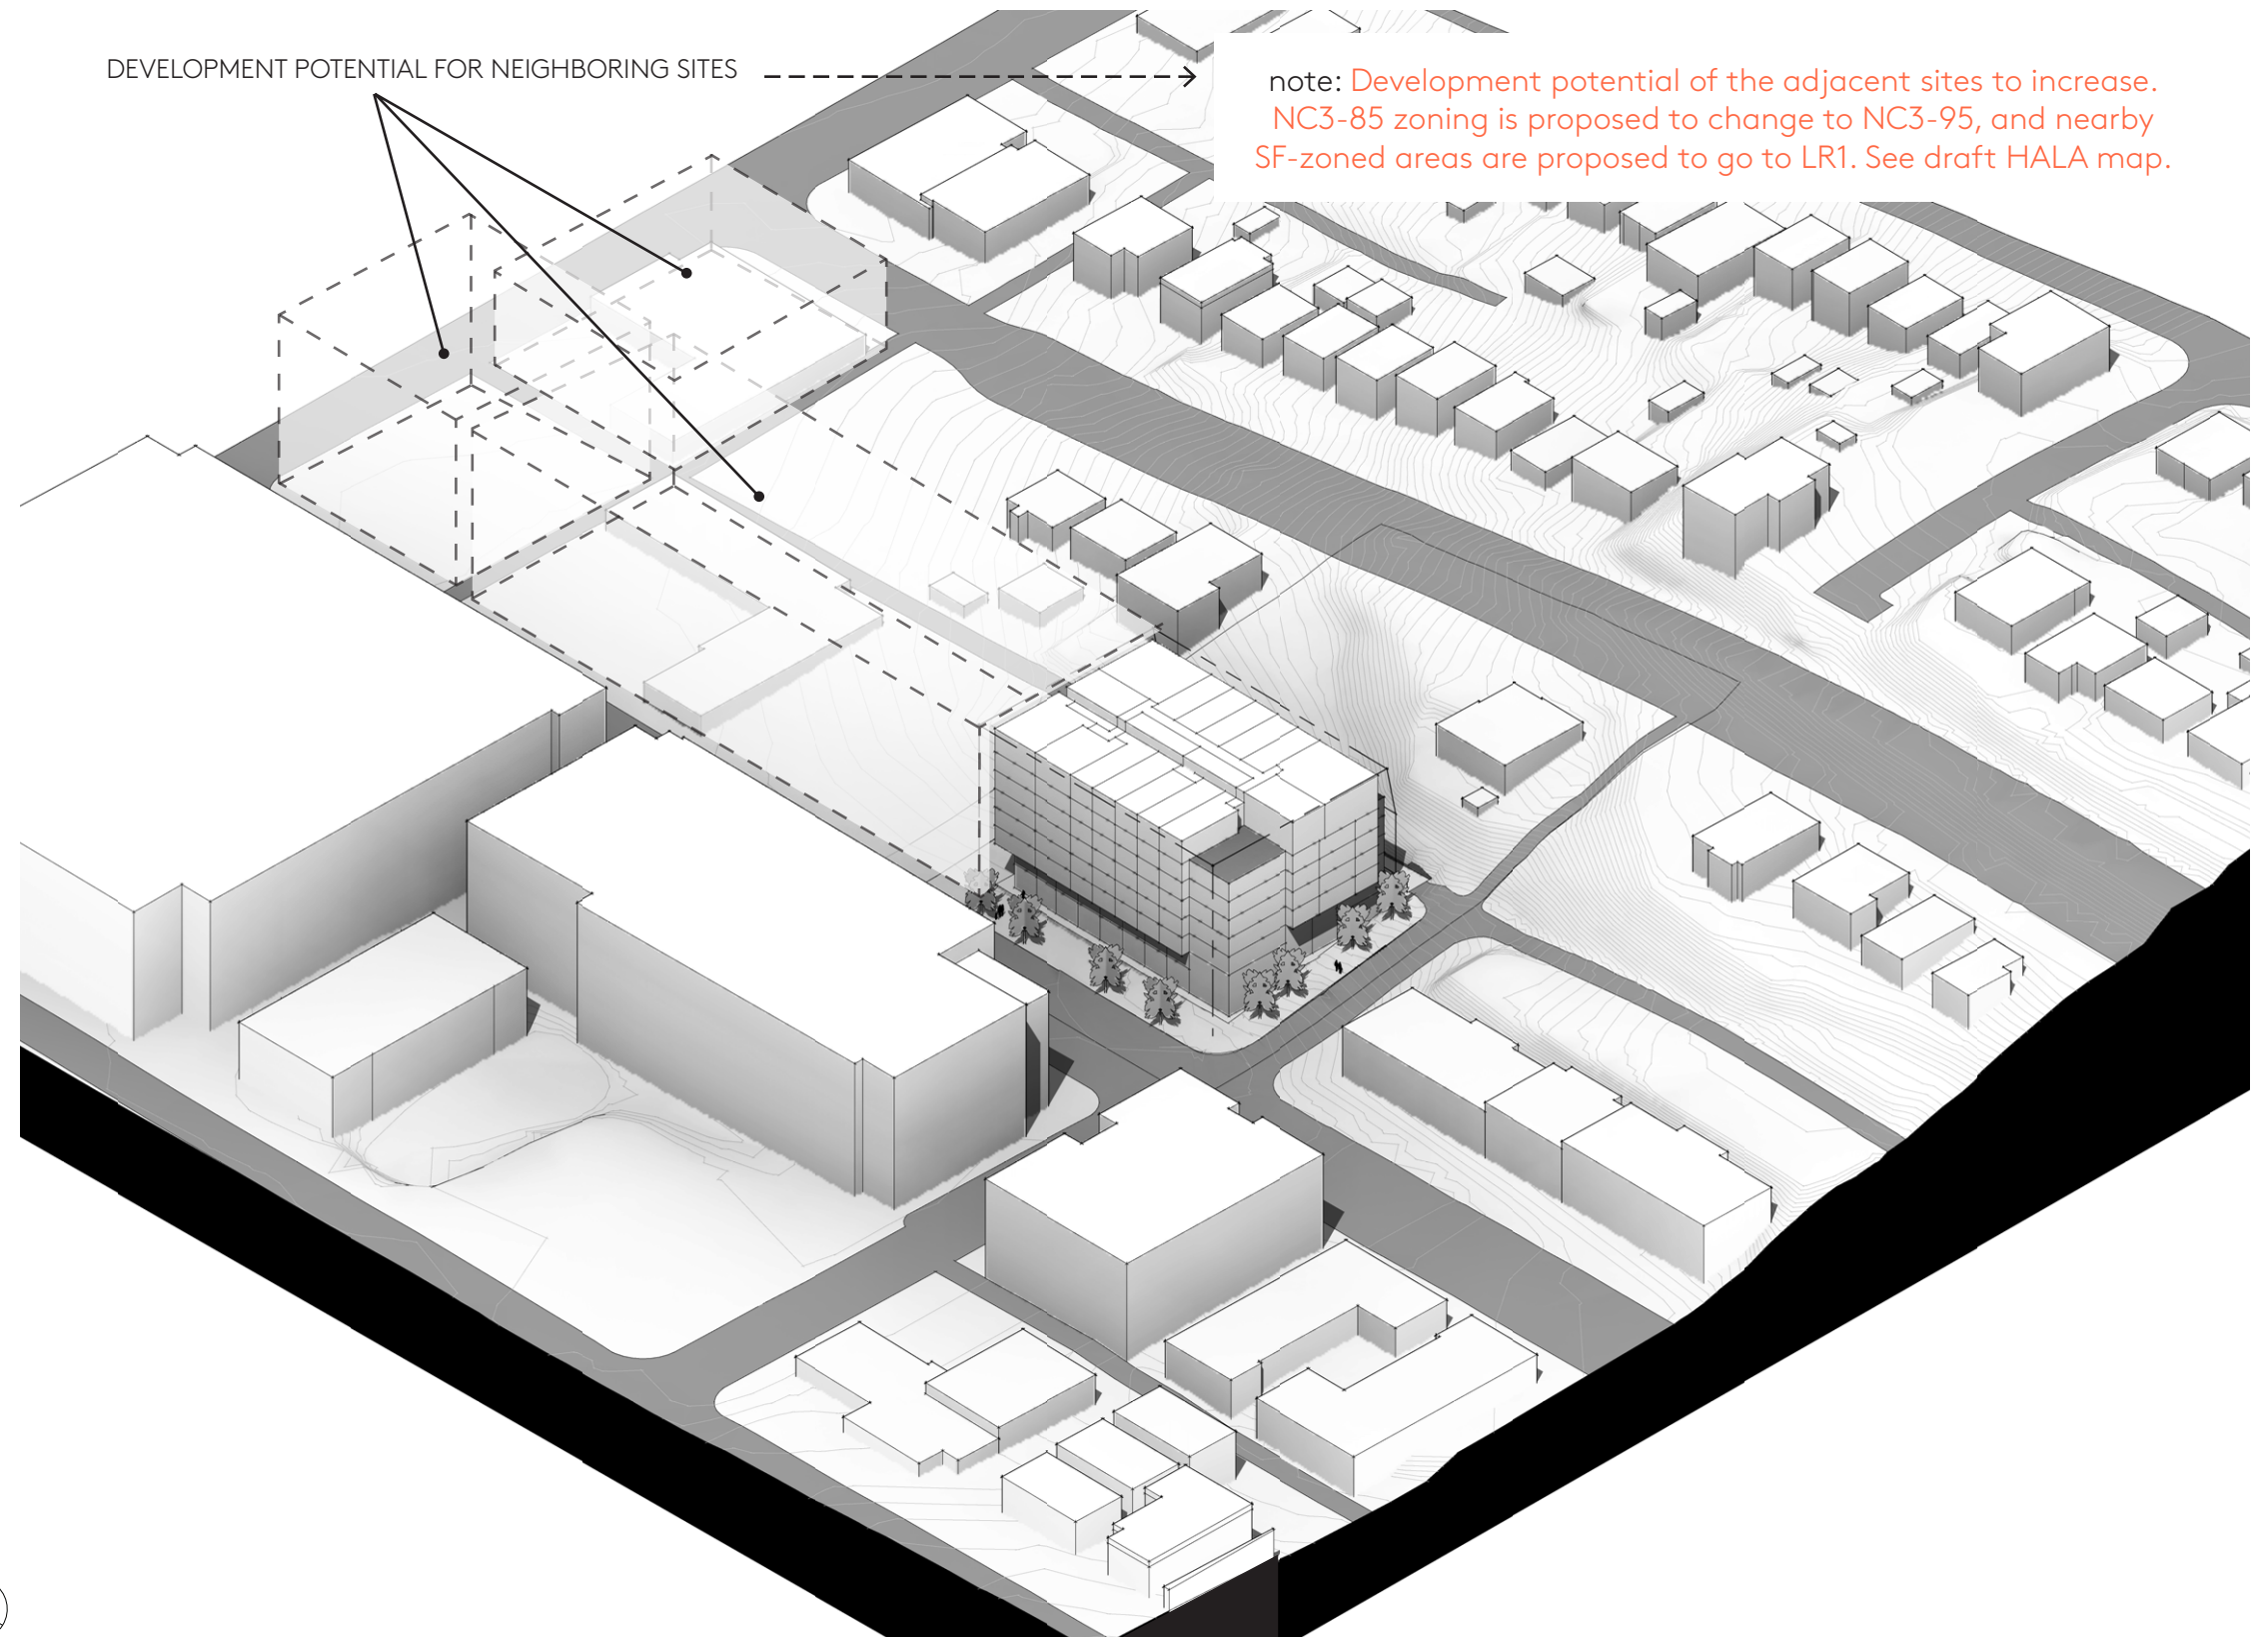 DEVELOPMENT POTENTIAL FOR NEIGHBORING SITES
note: Development potential of the adjacent sites to increase.
NC3-85 zoning is proposed to change to NC3-95, and nearby
SF-zoned areas are proposed to go to LR1. See draft HALA map.